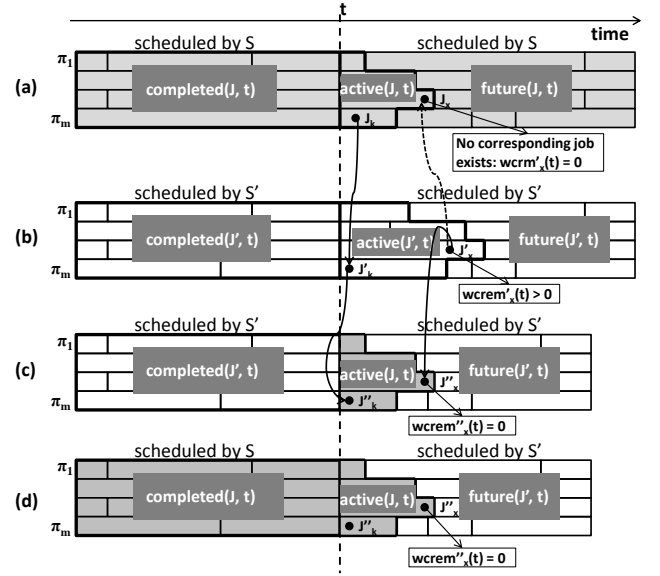 t
time
scheduled by S scheduled by S
(a)
π1
πm
completed(J, t)
active(J, t)
future(J, t)
Jx
Jk
No corresponding job
exists: wcrm'x(t) = 0
scheduled by S' scheduled by S'
(b)
π1
πm
completed(J', t)
active(J', t)
future(J', t)
J'x
J'k
wcrem'x(t) > 0
scheduled by S' scheduled by S'
(c)
π1
πm
completed(J', t)
active(J, t)
future(J', t)
J''x
J''k
wcrem''x(t) = 0
scheduled by S scheduled by S'
(d)
π1
πm
completed(J, t)
active(J, t)
future(J', t)
J''x
J''k
wcrem''x(t) = 0